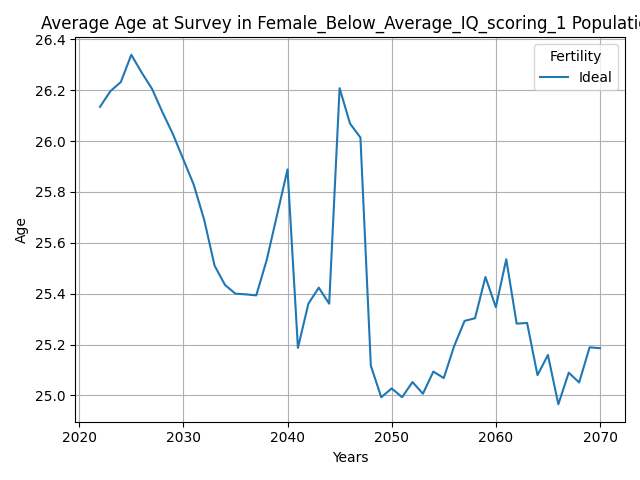 Average Age at Survey in Female_Below_Average_IQ_scoring_1 Populati
Fertility
Ideal
26.4
26.2
26.0
25.8
25.6
25.4
25.2
25.0
Age
2020 2030 2040 2050 2060 2070
Years